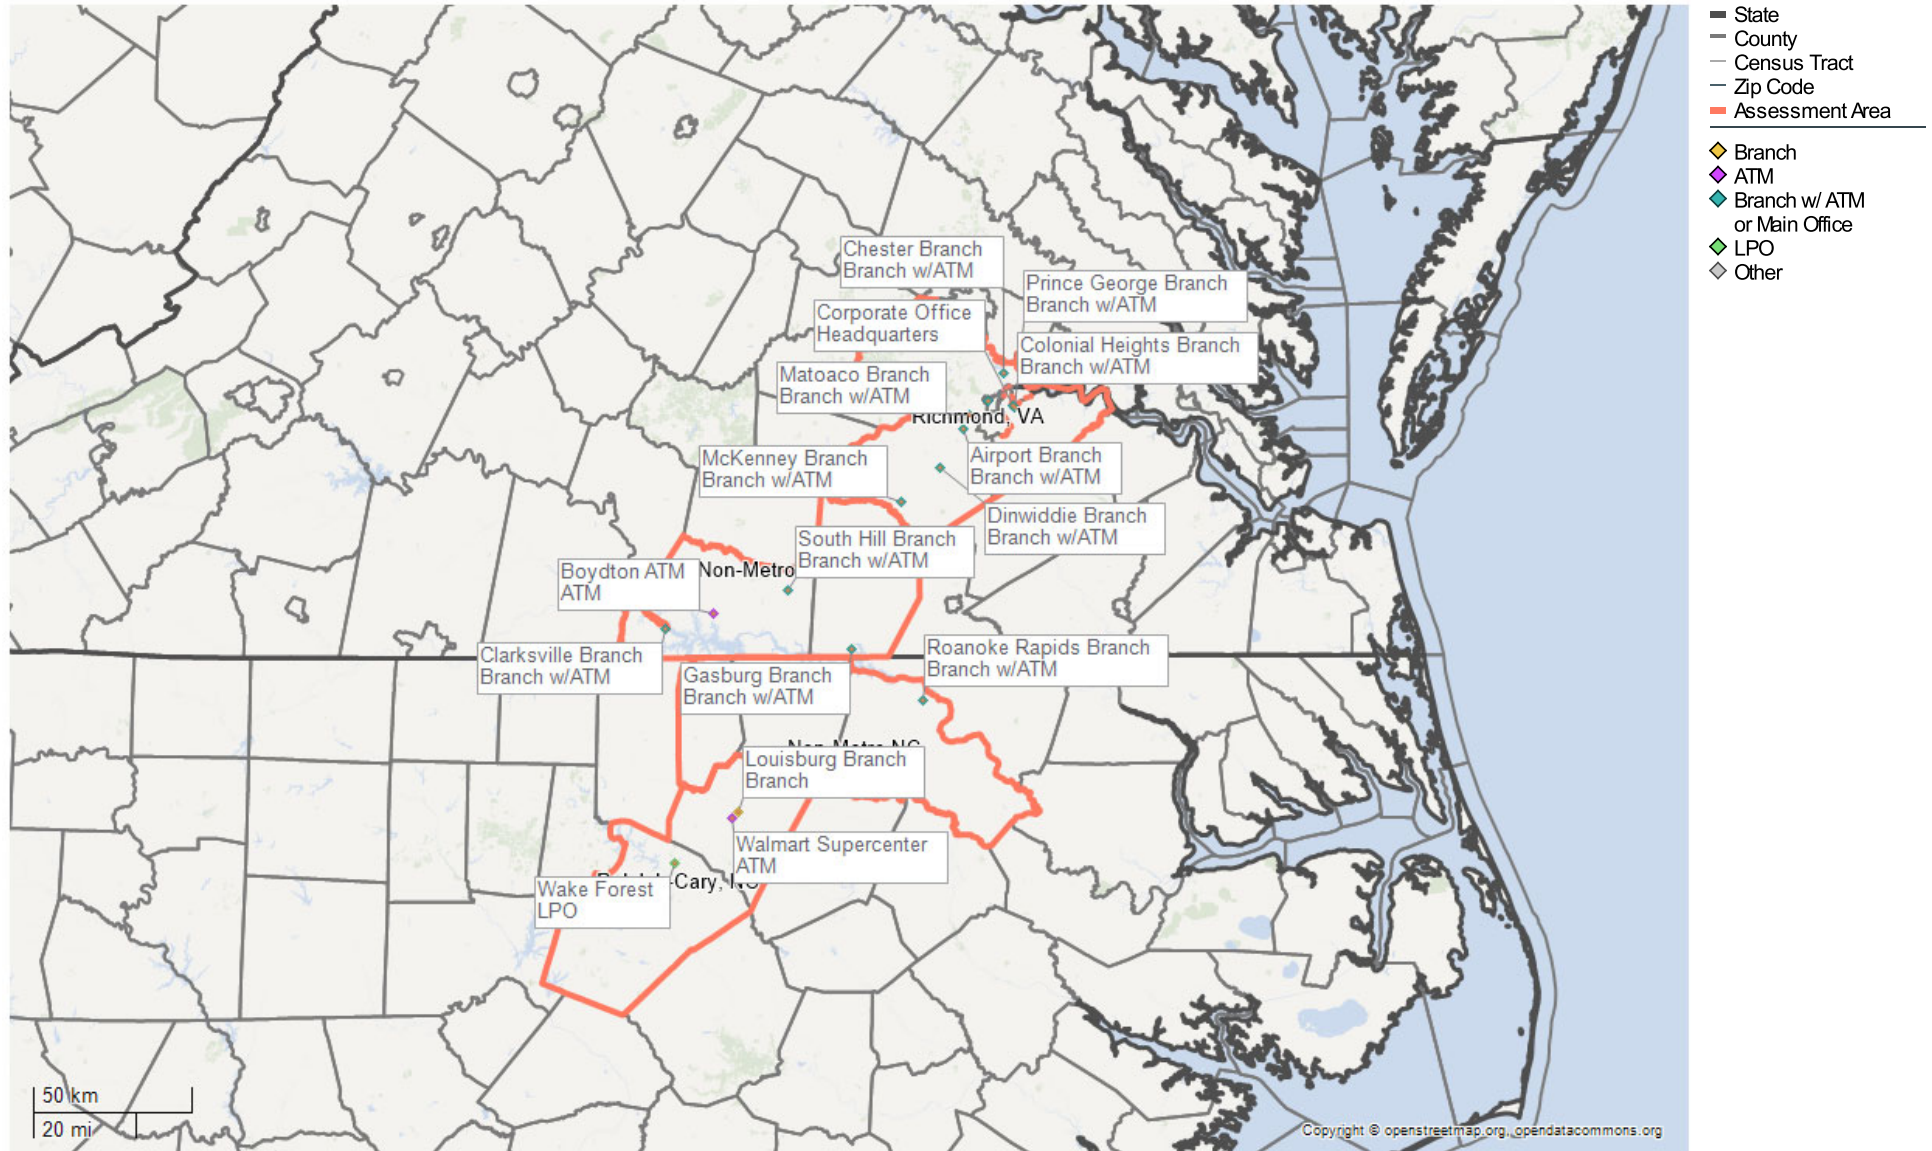 State
County
Census Tract
Zip Code
Assessment Area
Branch
ATM
Branch w/ ATM
or Main Office
LPO
Other
Chester Branch
Branch w/ATM
Prince George Branch
Branch w/ATM
Corporate Office
Headquarters
Colonial Heights Branch
Branch w/ATM
Matoaco Branch
Branch w/ATM
Richmond, VA
McKenney Branch
Branch w/ATM
Airport Branch
Branch w/ATM
Dinwiddie Branch
Branch w/ATM
South Hill Branch
Branch w/ATM
Boydton ATM
ATM
Non-Metro
Clarksville Branch
Branch w/ATM
Gasburg Branch
Branch w/ATM
Roanoke Rapids Branch
Branch w/ATM
Non-Metro NC
Louisburg Branch
Branch
Walmart Supercenter
ATM
-Cary, NC
Wake Forest
LPO
50 km
20 mi
Copyright © openstreetmap.org, opendatacommons.org